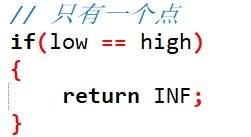 // 只有一个点
if(low == high)
{
    return INF;
}